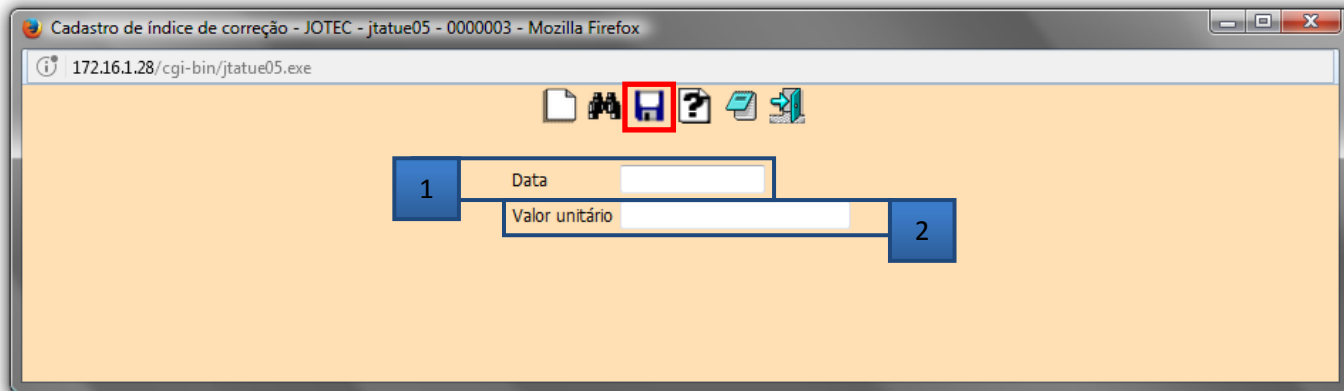 Cadastro de índice de correção - JOTEC - jtatue05 - 0000003 - Mozilla Firefox
172.16.1.28/cgi-bin/jtatue05.exe
1
Data
Valor unitário
2